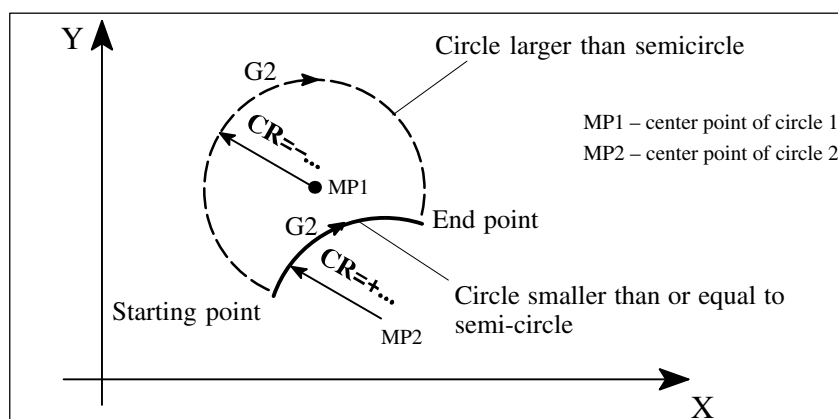 Y
Circle larger than semicircle
G2
MP1 – center point of circle 1
CR=–...
MP2 – center point of circle 2
MP1
G2
End point
CR=+...
Starting point
Circle smaller than or equal to
semi-circle
MP2
X